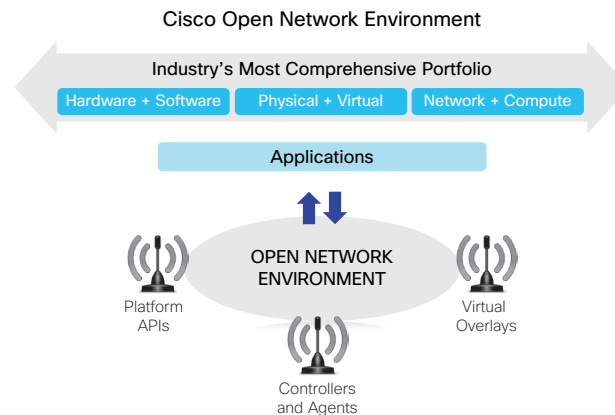 Cisco Open Network Environment
Industry's Most Comprehensive Portfolio
Hardware + Software
Physical + Virtual
Network + Compute
Applications
OPEN NETWORK
ENVIRONMENT
Platform
APIs
Virtual
Overlays
Controllers
and Agents